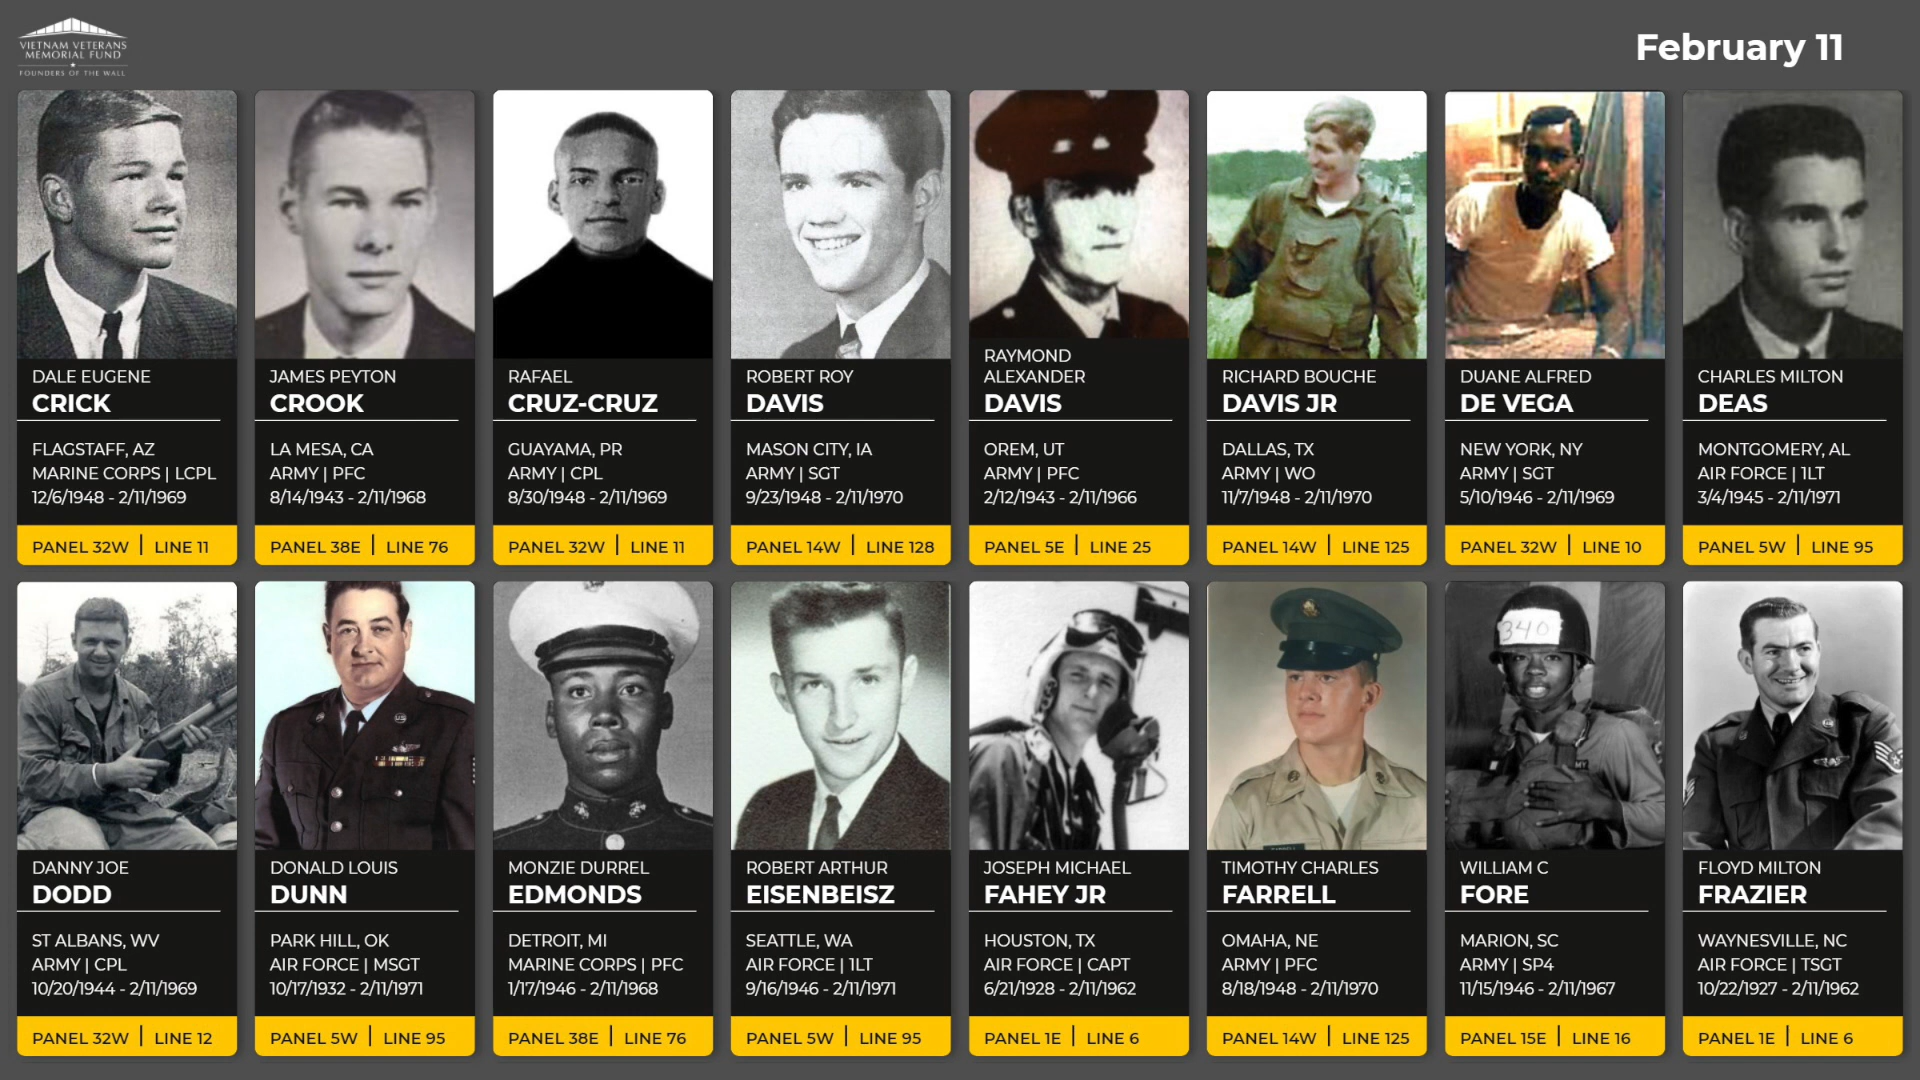 VIETNAM VETERANS
MEMORIAL FUND
FOUNDERS OF THE WALL
February 11
DALE EUGENE
CRICK
FLAGSTAFF, AZ
MARINE CORPS | LCPL
12/6/1948 - 2/11/1969
PANEL 32W | LINE 11
JAMES PEYTON
CROOK
LA MESA, CA
ARMY | PFC
8/14/1943 - 2/11/1968
PANEL 38E | LINE 76
RAFAEL
CRUZ-CRUZ
GUAYAMA, PR
ARMY | CPL
8/30/1948 - 2/11/1969
PANEL 32W | LINE 11
ROBERT ROY
DAVIS
MASON CITY, IA
ARMY | SGT
9/23/1948 - 2/11/1970
PANEL 14W | LINE 128
RAYMOND
ALEXANDER
DAVIS
OREM, UT
ARMY | PFC
2/12/1943 - 2/11/1966
PANEL 5E | LINE 25
RICHARD BOUCHE
DAVIS JR
DALLAS, TX
ARMY | WO
11/7/1948 - 2/11/1970
PANEL 14W | LINE 125
DUANE ALFRED
DE VEGA
NEW YORK, NY
ARMY | SGT
5/10/1946 - 2/11/1969
PANEL 32W | LINE 10
CHARLES MILTON
DEAS
MONTGOMERY, AL
AIR FORCE | 1LT
3/4/1945 - 2/11/1971
PANEL 5W | LINE 95
DANNY JOE
DODD
ST ALBANS, WV
ARMY | CPL
10/20/1944 - 2/11/1969
PANEL 32W | LINE 12
DONALD LOUIS
DUNN
PARK HILL, OK
AIR FORCE | MSGT
10/17/1932 - 2/11/1971
PANEL 5W | LINE 95
MONZIE DURREL
EDMONDS
DETROIT, MI
MARINE CORPS | PFC
1/17/1946 - 2/11/1968
PANEL 38E | LINE 76
ROBERT ARTHUR
EISENBEISZ
SEATTLE, WA
AIR FORCE | 1LT
9/16/1946 - 2/11/1971
PANEL 5W | LINE 95
JOSEPH MICHAEL
FAHEY JR
HOUSTON, TX
AIR FORCE | CAPT
6/21/1928 - 2/11/1962
PANEL 1E | LINE 6
TIMOTHY CHARLES
FARRELL
OMAHA, NE
ARMY | PFC
8/18/1948 - 2/11/1970
PANEL 14W | LINE 125
340
WILLIAM C
FORE
MARION, SC
ARMY | SP4
11/15/1946 - 2/11/1967
PANEL 15E | LINE 16
FLOYD MILTON
FRAZIER
WAYNESVILLE, NC
AIR FORCE | TSGT
10/22/1927 - 2/11/1962
PANEL 1E | LINE 6